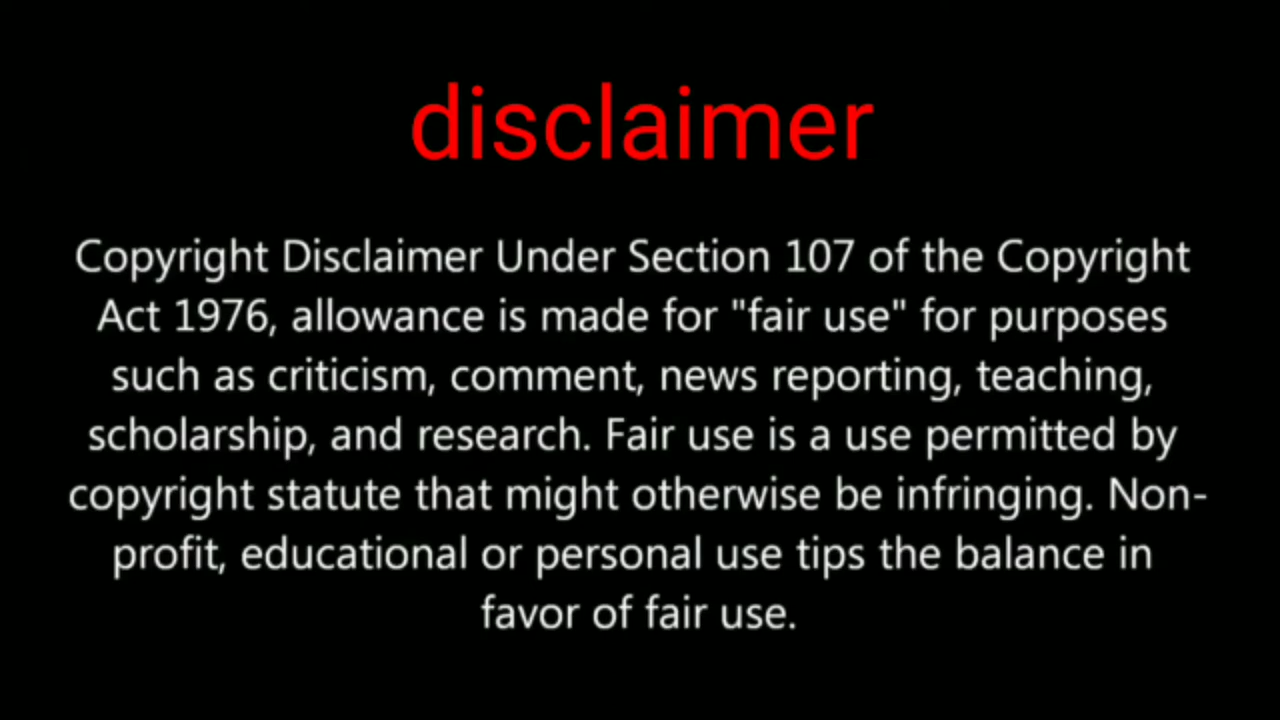 disclaimer
Copyright Disclaimer Under Section 107 of the Copyright
Act 1976, allowance is made for "fair use" for purposes
such as criticism, comment, news reporting, teaching,
scholarship, and research. Fair use is a use permitted by
copyright statute that might otherwise be infringing. Non-
profit, educational or personal use tips the balance in
favor of fair use.